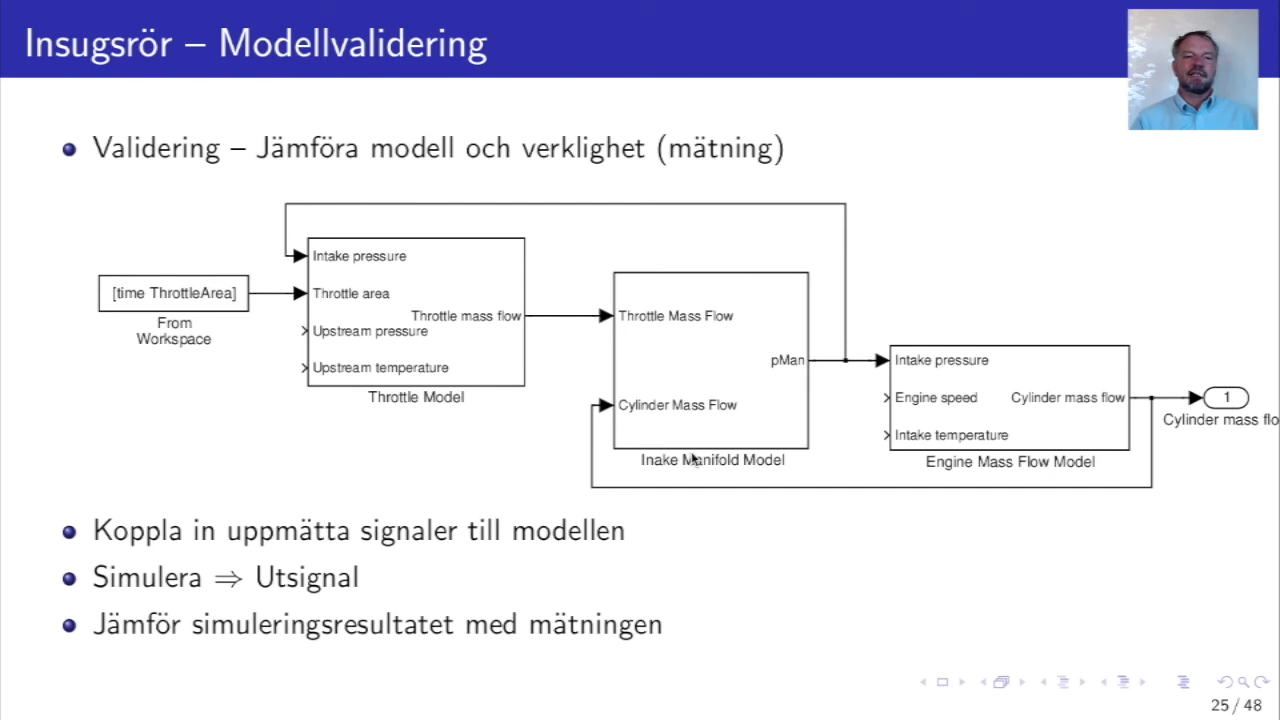 Insugsrör – Modellvalidering
Validering – Jämföra modell och verklighet (mätning)
[time ThrottleArea]
From
Workspace
Intake pressure
Throttle area
Throttle mass flow
Upstream pressure
Upstream temperature
Throttle Model
Throttle Mass Flow
pMan
Cylinder Mass Flow
Inake Manifold Model
Intake pressure
Engine speed
Cylinder mass flow
Intake temperature
Engine Mass Flow Model
1
Cylinder mass flo
Koppla in uppmätta signaler till modellen
Simulera ⇒ Utsignal
Jämför simuleringsresultatet med mätningen
25 / 48